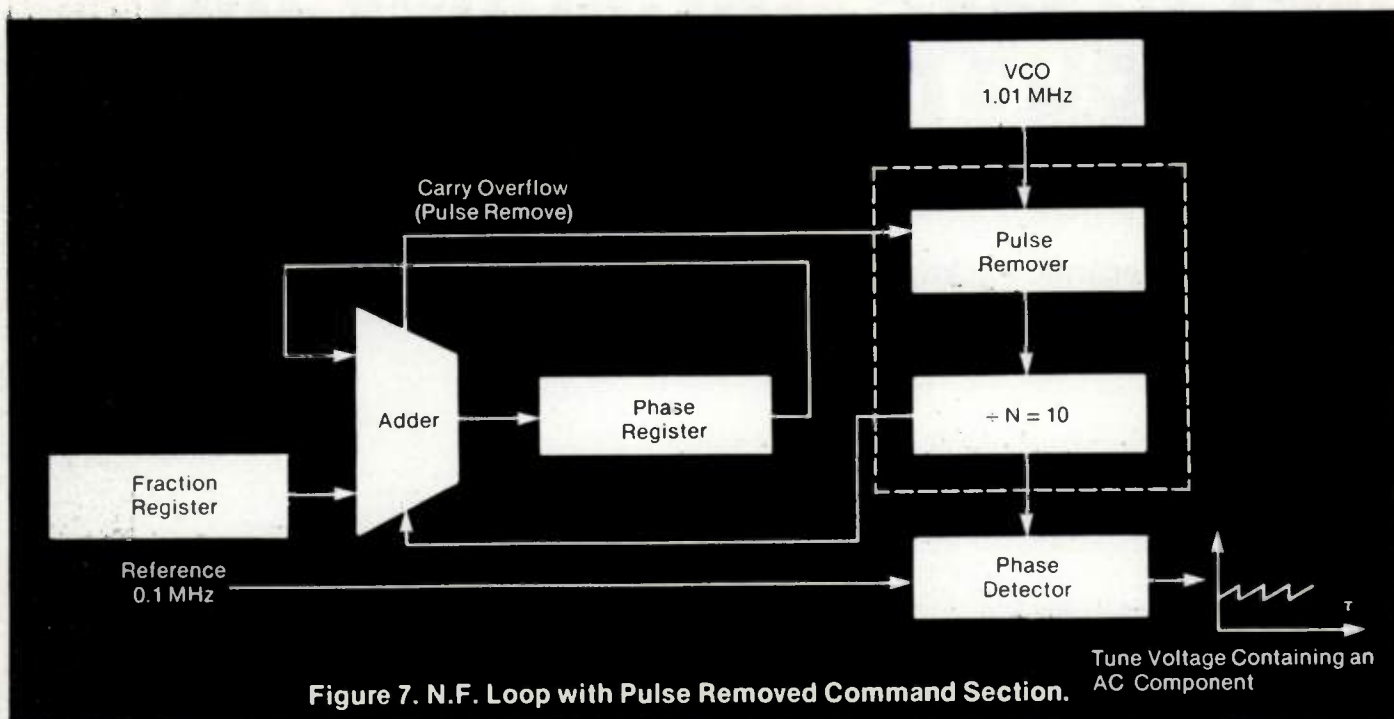 VCO
1.01 MHz
Carry Overflow
(Pulse Remove)
Pulse
Remover
Adder
Phase
Register
÷ N = 10
Fraction
Register
Reference
0.1 MHz
Phase
Detector
τ
Tune Voltage Containing an
AC Component
Figure 7. N.F. Loop with Pulse Removed Command Section.